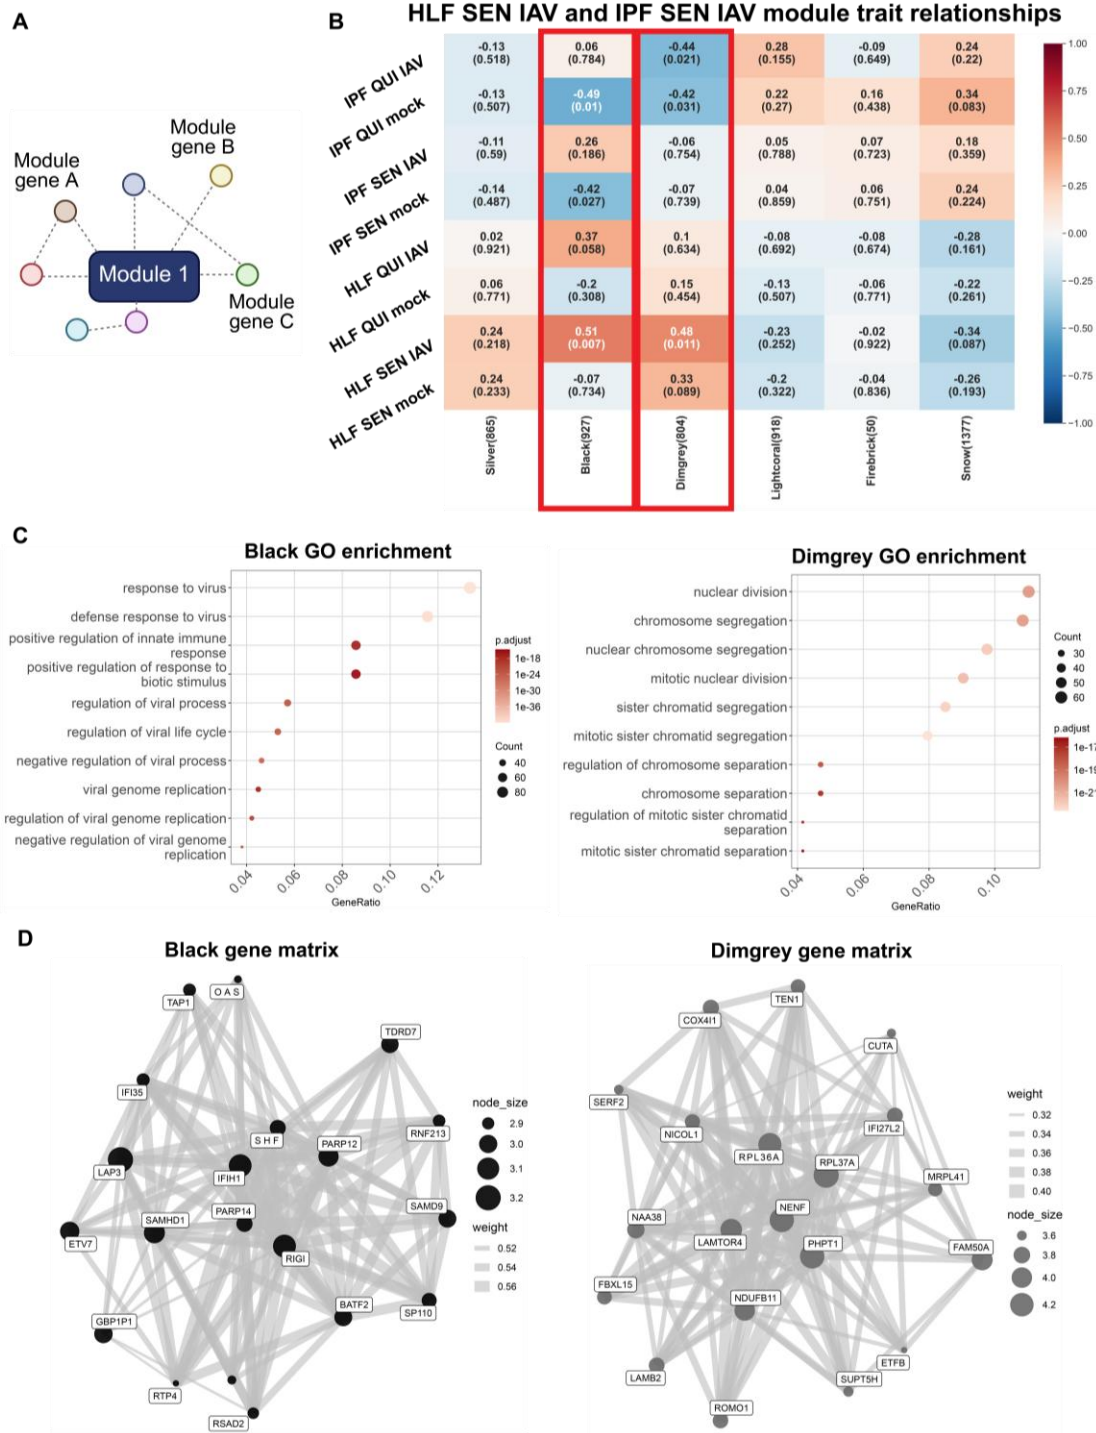 A
Module
gene B
Module
gene A
Module 1
Module
gene C
B
HLF SEN IAV and IPF SEN IAV module trait relationships
IPF QUI IAV
-0.13 0.06 -0.44 0.28 -0.09 0.24
(0.518) (0.784) (0.021) (0.155) (0.649) (0.22)
IPF QUI mock
-0.13 -0.49 -0.42 0.22 0.16 0.34
(0.507) (0.01) (0.031) (0.27) (0.438) (0.083)
IPF SEN IAV
-0.11 0.26 -0.06 0.05 0.07 0.18
(0.59) (0.186) (0.754) (0.788) (0.723) (0.359)
IPF SEN mock
-0.14 -0.42 -0.07 0.04 0.06 0.24
(0.487) (0.027) (0.739) (0.859) (0.751) (0.224)
HLF QUI IAV
0.02 0.37 0.1 -0.08 -0.08 -0.28
(0.921) (0.058) (0.634) (0.692) (0.674) (0.161)
HLF QUI mock
0.06 -0.2 0.15 -0.13 -0.06 -0.22
(0.771) (0.308) (0.454) (0.507) (0.771) (0.261)
HLF SEN IAV
0.24 0.51 0.48 -0.23 -0.02 -0.34
(0.218) (0.007) (0.011) (0.252) (0.922) (0.087)
HLF SEN mock
0.24 -0.07 0.33 -0.2 -0.04 -0.26
(0.233) (0.734) (0.089) (0.322) (0.836) (0.193)
Silver(865)
Black(927)
Dimgrey(804)
Lightcoral(918)
Firebrick(50)
Snow(1377)
1.00
0.75
0.50
0.25
0.00
−0.25
−0.50
−0.75
−1.00
C
Black GO enrichment
response to virus
defense response to virus
positive regulation of innate immune
response
positive regulation of response to
biotic stimulus
regulation of viral process
regulation of viral life cycle
negative regulation of viral process
viral genome replication
regulation of viral genome replication
negative regulation of viral genome
replication
0.04 0.06 0.08 0.10 0.12
GeneRatio
p.adjust
1e-18
1e-24
1e-30
1e-36
Count
40
60
80
Dimgrey GO enrichment
nuclear division
chromosome segregation
nuclear chromosome segregation
mitotic nuclear division
sister chromatid segregation
mitotic sister chromatid segregation
regulation of chromosome separation
chromosome separation
regulation of mitotic sister chromatid
separation
mitotic sister chromatid separation
0.04 0.06 0.08 0.10
GeneRatio
Count
30
40
50
60
p.adjust
1e-17
1e-19
1e-21
D
Black gene matrix
TAP1
O A S
TDRD7
IFI35
S H F
PARP12
RNF213
LAP3
IFIH1
PARP14
SAMD9
SAMHD1
ETV7
RIGI
BATF2
SP110
GBP1P1
RTP4
RSAD2
node_size
2.9
3.0
3.1
3.2
weight
0.52
0.54
0.56
Dimgrey gene matrix
TEN1
COX4I1
CUTA
SERF2
NICOL1
IFI27L2
RPL36A
RPL37A
MRPL41
NENF
NAA38
LAMTOR4
PHPT1
FAM50A
FBXL15
NDUFB11
ETFB
LAMB2
SUPT5H
ROMO1
weight
0.32
0.34
0.36
0.38
0.40
node_size
3.6
3.8
4.0
4.2